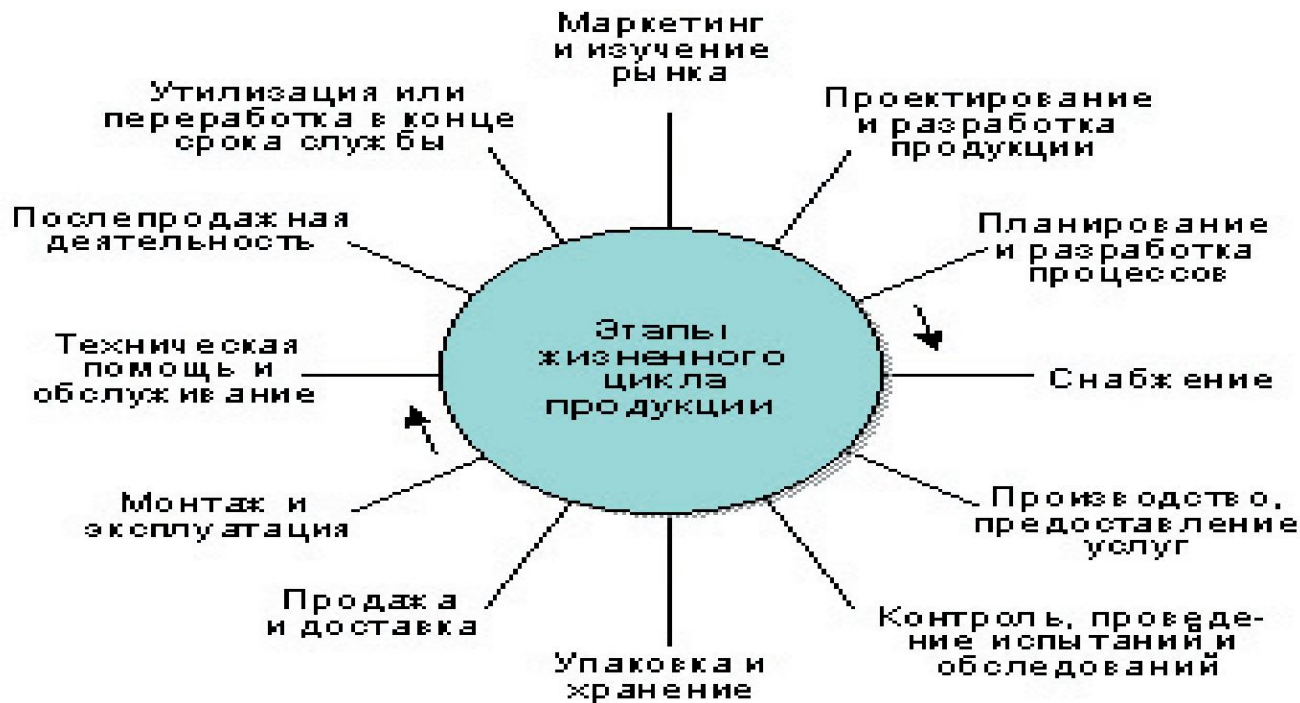 Маркетинг
и изучение
рынка
Проектирование
и разработка
продукции
Планирование
и разработка
процессов
Снабжение
Производство,
предоставление
услуг
Контроль, проведе-
ние испытаний и
обследований
Упаковка и
хранение
Продажа
и доставка
Монтаж и
эксплуатация
Техническая
помощь и
обслуживание
Послепродажная
деятельность
Утилизация или
переработка в конце
срока службы
Этапы
жизненного
цикла
продукции